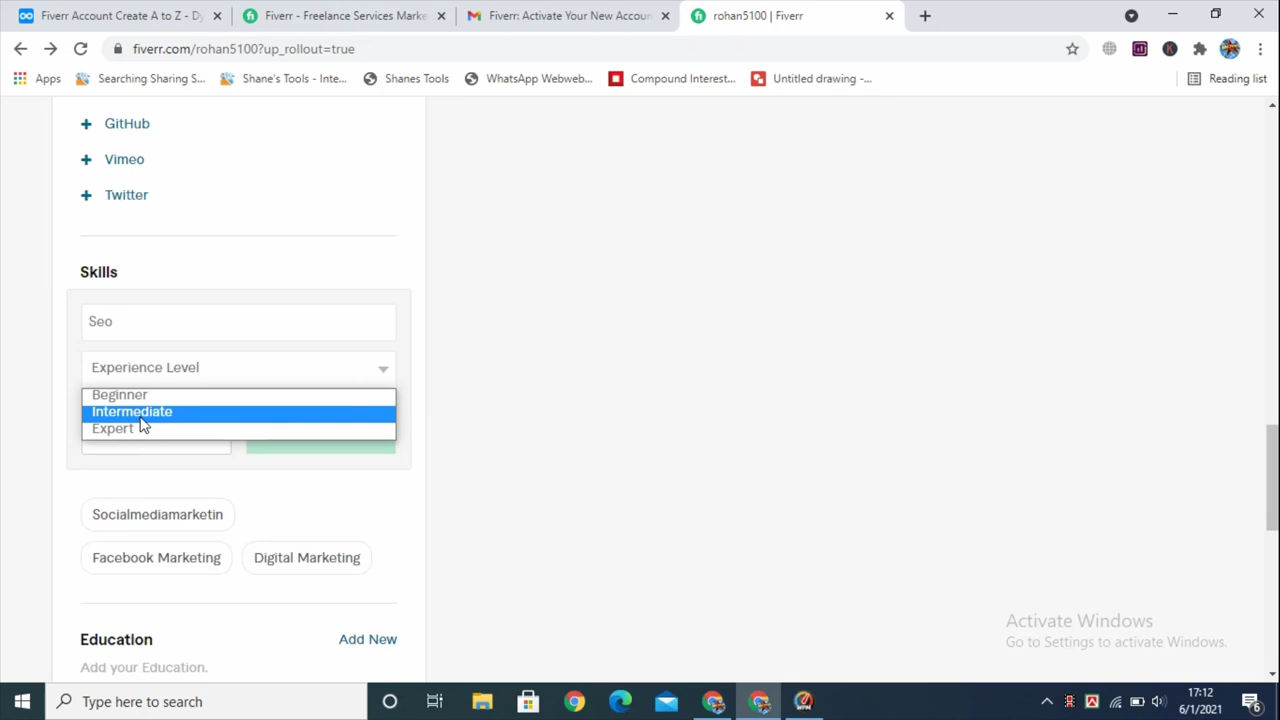 Fiverr Account Create A to Z - Dy
Fiverr - Freelance Services Marke
Fiverr: Activate Your New Accoun
rohan5100 | Fiverr
fiverr.com/rohan5100?up_rollout=true
Apps
Searching Sharing S...
Shane's Tools - Inte...
Shanes Tools
WhatsApp Webweb...
Compound Interest...
Untitled drawing -...
Reading list
+ GitHub
+ Vimeo
+ Twitter
Skills
Seo
Experience Level
Beginner
Intermediate
Expert
Socialmediamarketin
Facebook Marketing
Digital Marketing
Education
Add New
Add your Education.
Activate Windows
Go to Settings to activate Windows.
Type here to search
17:12
6/1/2021
6